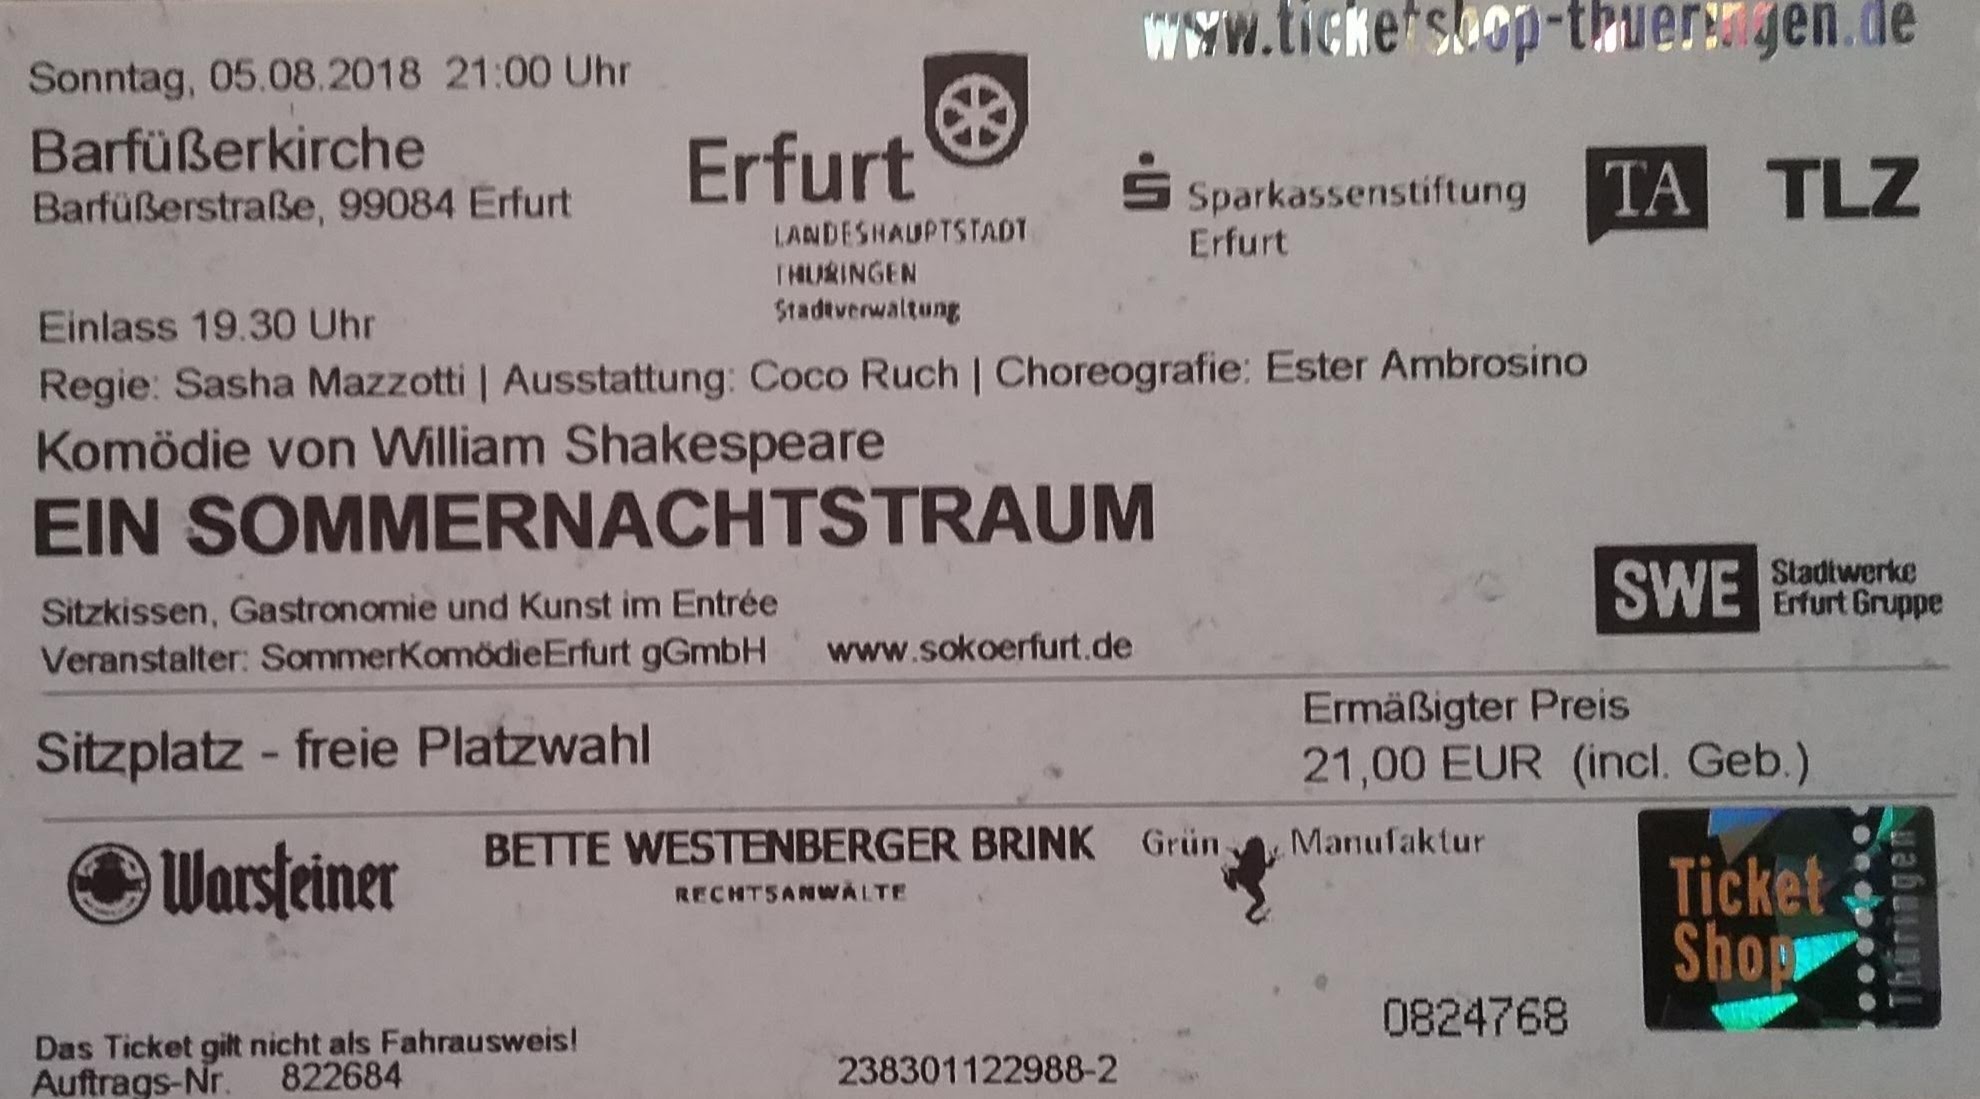 www.ticketshop-thueringen.de
Sonntag, 05.08.2018 21:00 Uhr
Barfüßerkirche
Barfüßerstraße, 99084 Erfurt
Erfurt
LANDESHAUPTSTADT
THÜRINGEN
Stadtverwaltung
Sparkassenstiftung
Erfurt
TA
TLZ
Einlass 19.30 Uhr
Regie: Sasha Mazzotti | Ausstattung: Coco Ruch | Choreografie: Ester Ambrosino
Komödie von William Shakespeare
EIN SOMMERNACHTSTRAUM
Sitzkissen, Gastronomie und Kunst im Entrée
Veranstalter: SommerKomödieErfurt gGmbH www.sokoerfurt.de
SWE
Stadtwerke
Erfurt Gruppe
Sitzplatz - freie Platzwahl
Ermäßigter Preis
21,00 EUR (incl. Geb.)
Warsteiner
BETTE WESTENBERGER BRINK
RECHTSANWÄLTE
Grün Manufaktur
Ticket
Shop
Thüringen
0824768
Das Ticket gilt nicht als Fahrausweis!
Auftrags-Nr. 822684
238301122988-2